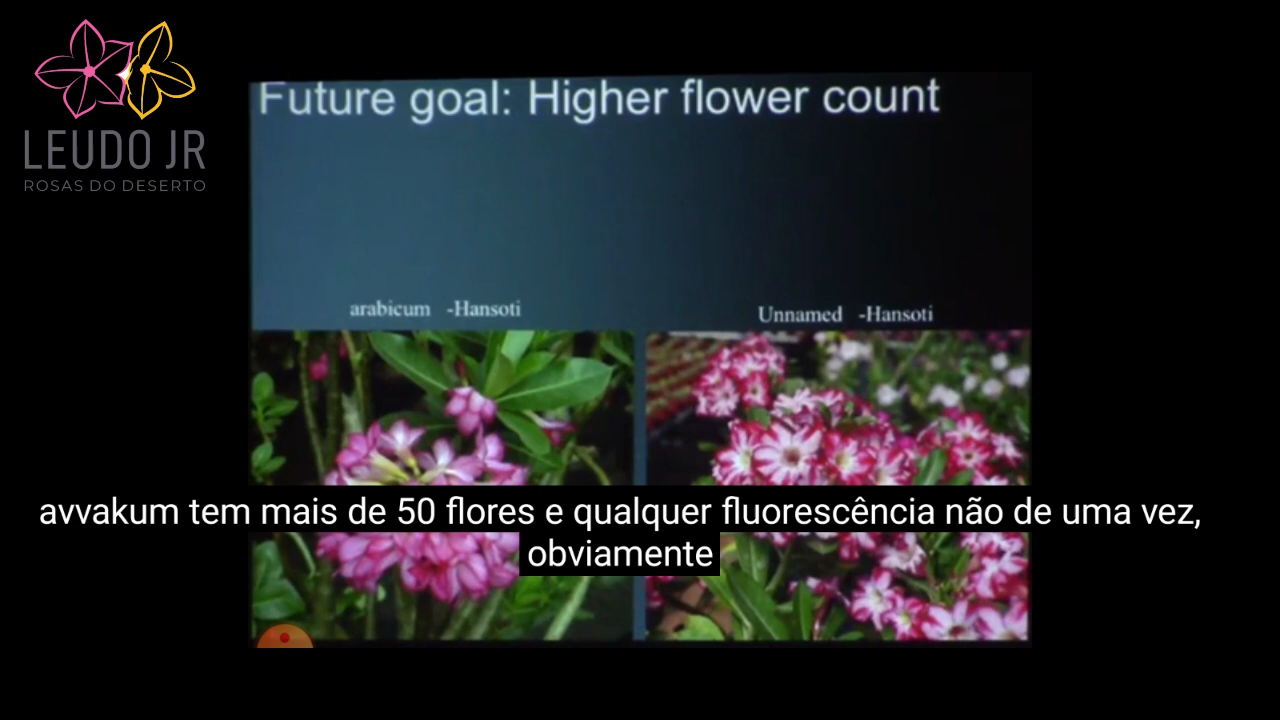 LEUDO JR
ROSAS DO DESERTO
Future goal: Higher flower count
arabicum -Hansoti
Unnamed -Hansoti
avvakum tem mais de 50 flores e qualquer fluorescência não de uma vez,
obviamente